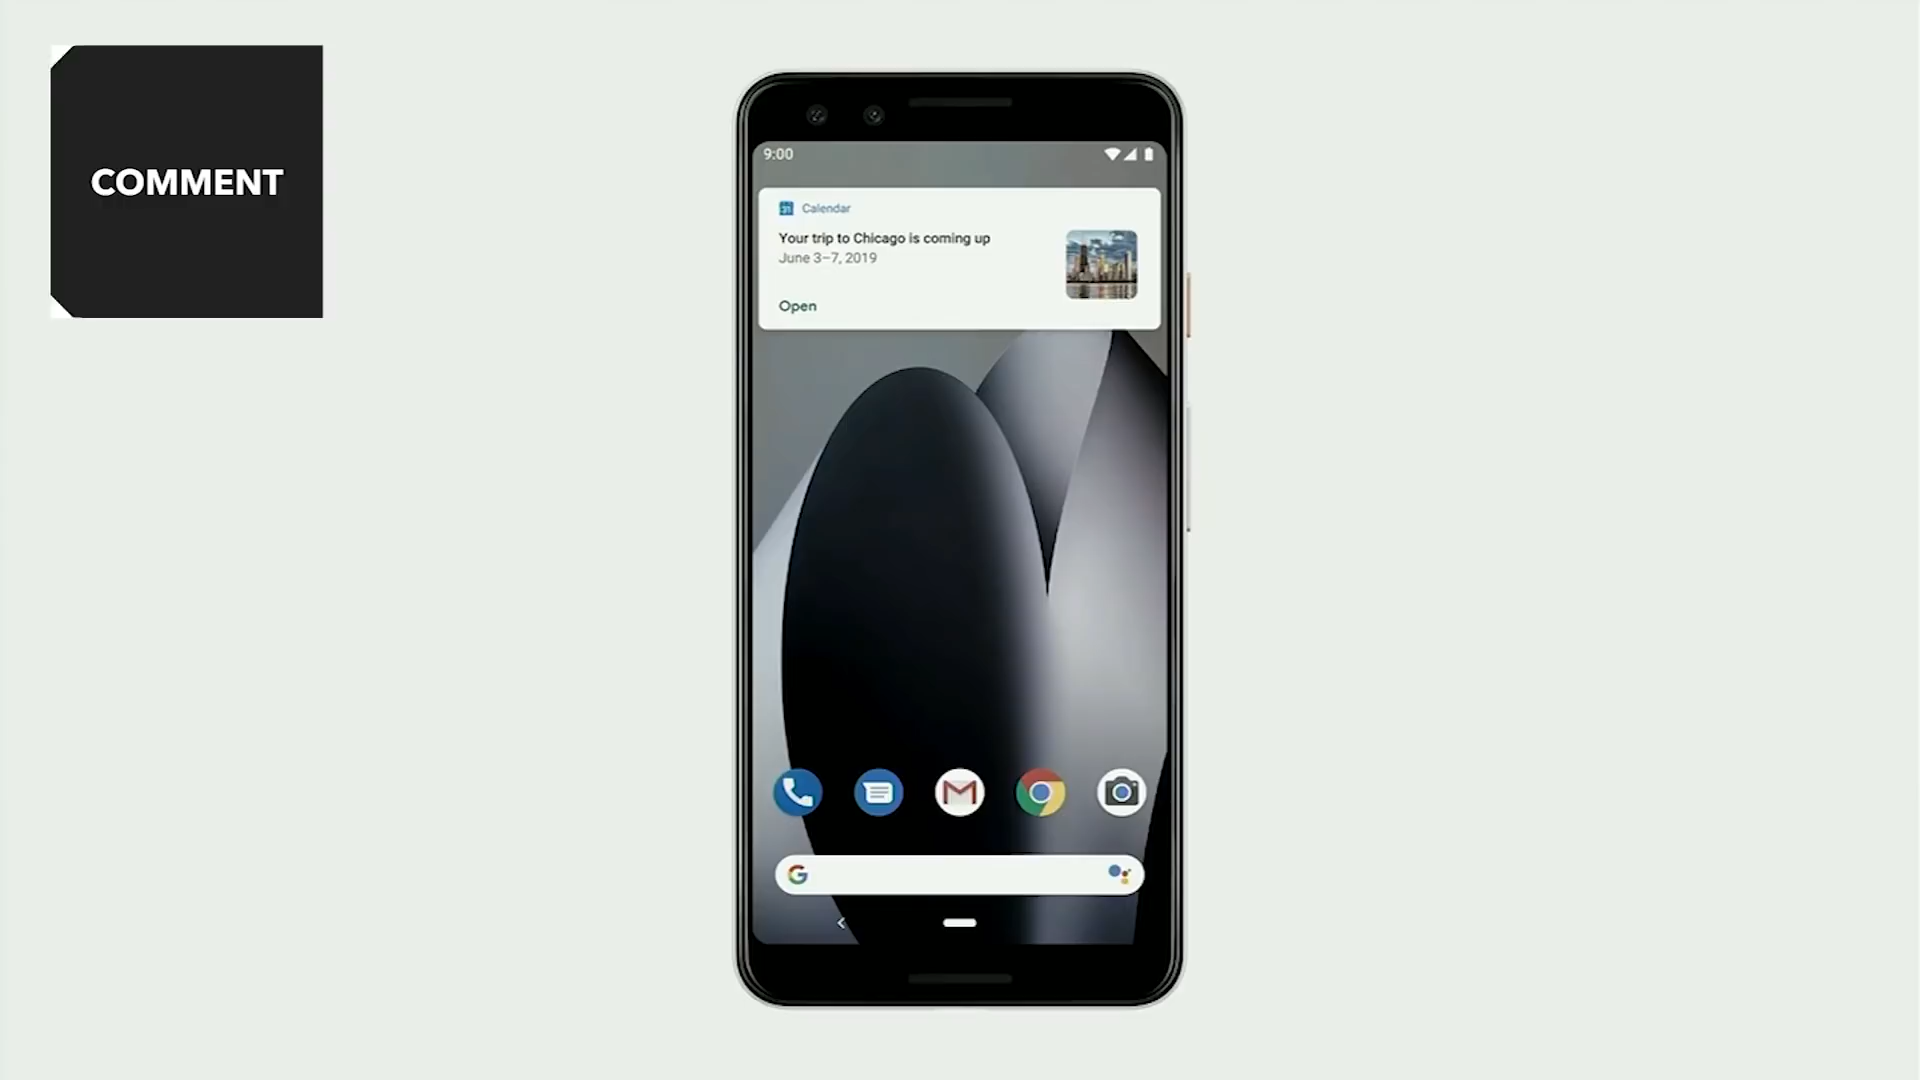 COMMENT
9:00
Calendar
Your trip to Chicago is coming up
June 3–7, 2019
Open